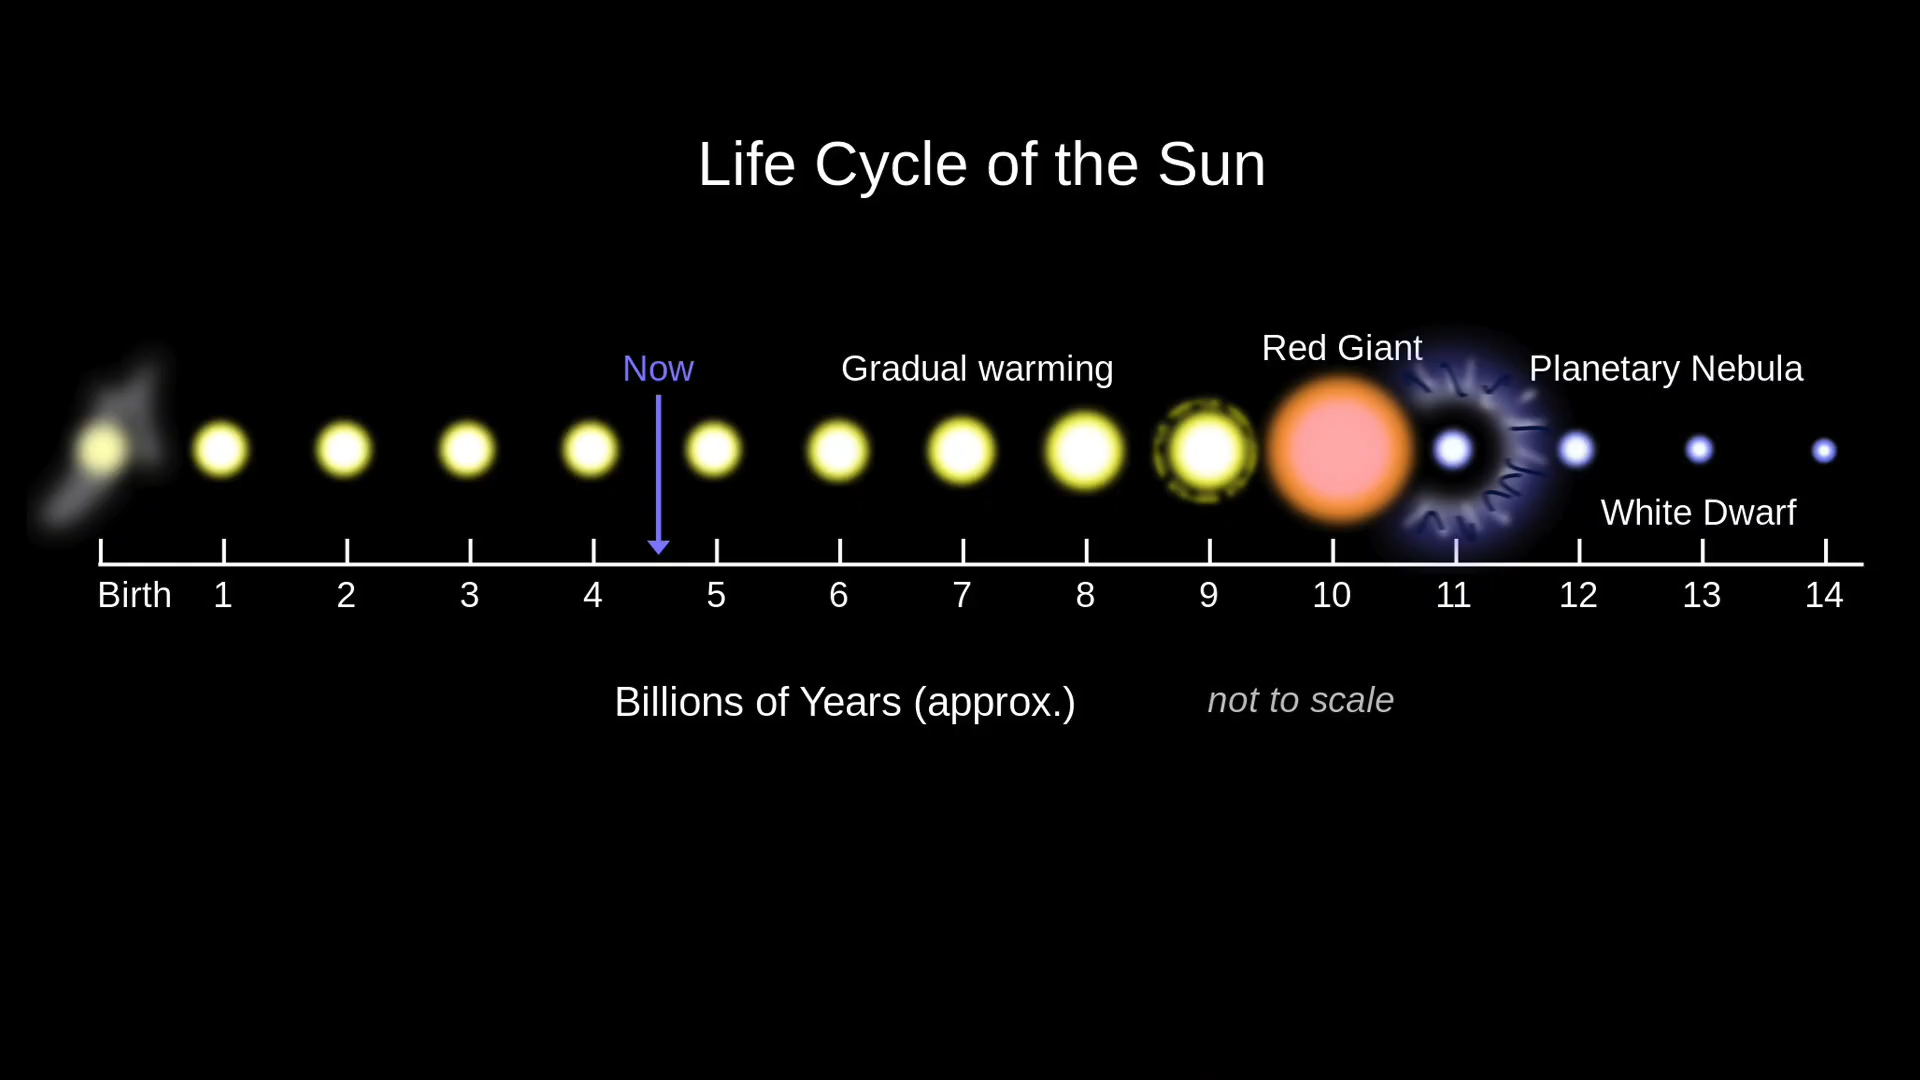 Life Cycle of the Sun
Now
Gradual warming
Red Giant
Planetary Nebula
White Dwarf
Birth 1 2 3 4 5 6 7 8 9 10 11 12 13 14
Billions of Years (approx.)
not to scale